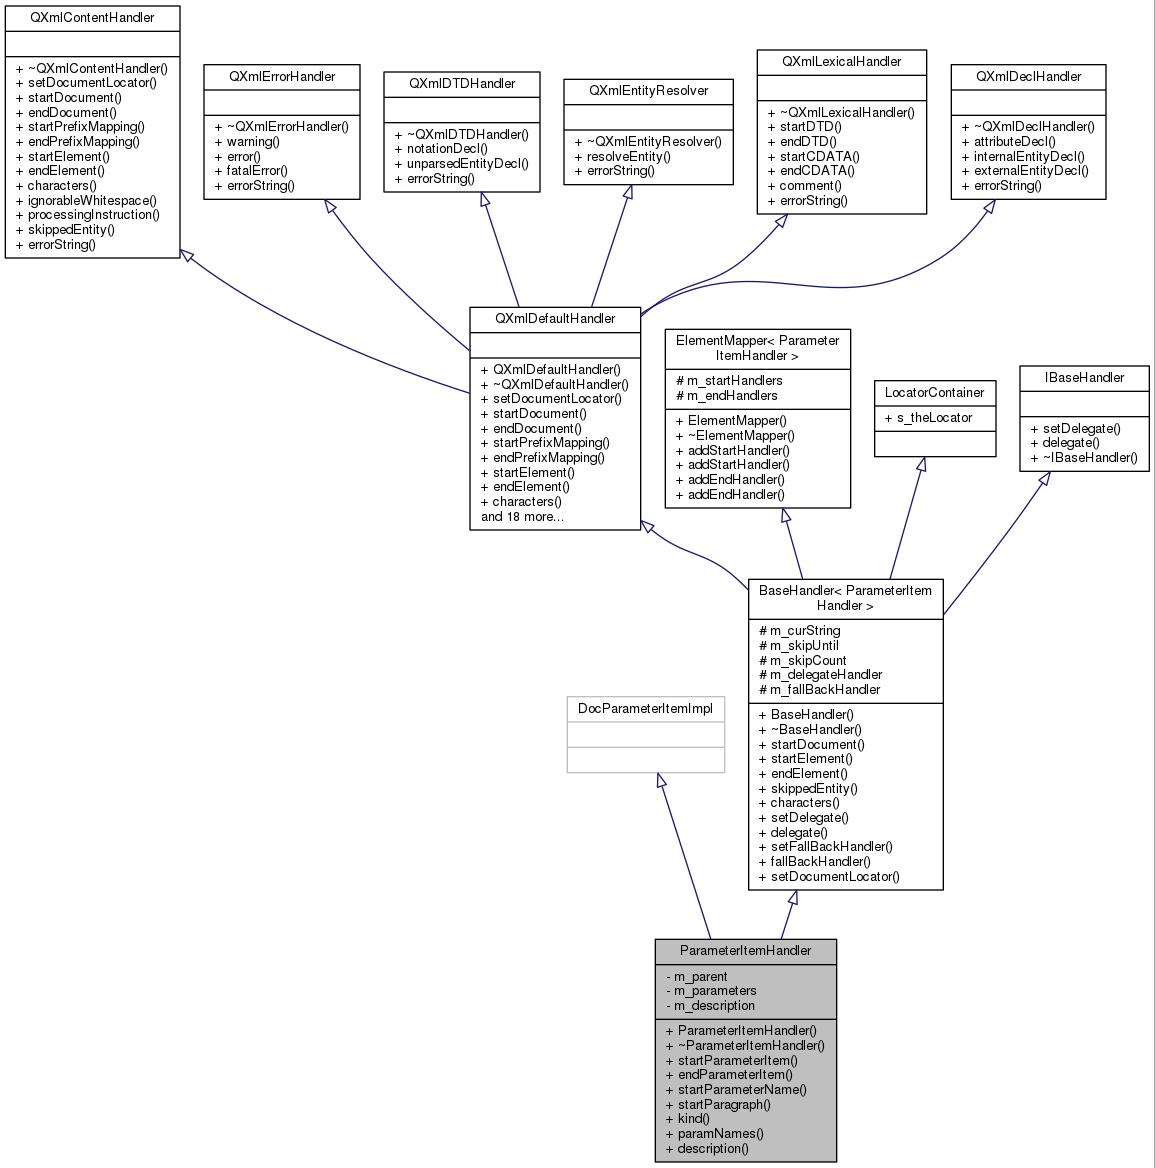 QXmlContentHandler
+ ~QXmlContentHandler()
+ setDocumentLocator()
+ startDocument()
+ endDocument()
+ startPrefixMapping()
+ endPrefixMapping()
+ startElement()
+ endElement()
+ characters()
+ ignorableWhitespace()
+ processingInstruction()
+ skippedEntity()
+ errorString()
QXmlErrorHandler
+ ~QXmlErrorHandler()
+ warning()
+ error()
+ fatalError()
+ errorString()
QXmlDTDHandler
+ ~QXmlDTDHandler()
+ notationDecl()
+ unparsedEntityDecl()
+ errorString()
QXmlEntityResolver
+ ~QXmlEntityResolver()
+ resolveEntity()
+ errorString()
QXmlLexicalHandler
+ ~QXmlLexicalHandler()
+ startDTD()
+ endDTD()
+ startCDATA()
+ endCDATA()
+ comment()
+ errorString()
QXmlDeclHandler
+ ~QXmlDeclHandler()
+ attributeDecl()
+ internalEntityDecl()
+ externalEntityDecl()
+ errorString()
QXmlDefaultHandler
+ QXmlDefaultHandler()
+ ~QXmlDefaultHandler()
+ setDocumentLocator()
+ startDocument()
+ endDocument()
+ startPrefixMapping()
+ endPrefixMapping()
+ startElement()
+ endElement()
+ characters()
and 18 more...
ElementMapper< Parameter
ItemHandler >
# m_startHandlers
# m_endHandlers
+ ElementMapper()
+ ~ElementMapper()
+ addStartHandler()
+ addStartHandler()
+ addEndHandler()
+ addEndHandler()
LocatorContainer
+ s_theLocator
IBaseHandler
+ setDelegate()
+ delegate()
+ ~IBaseHandler()
BaseHandler< ParameterItem
Handler >
# m_curString
# m_skipUntil
# m_skipCount
# m_delegateHandler
# m_fallBackHandler
+ BaseHandler()
+ ~BaseHandler()
+ startDocument()
+ startElement()
+ endElement()
+ skippedEntity()
+ characters()
+ setDelegate()
+ delegate()
+ setFallBackHandler()
+ fallBackHandler()
+ setDocumentLocator()
DocParameterItemImpl
ParameterItemHandler
- m_parent
- m_parameters
- m_description
+ ParameterItemHandler()
+ ~ParameterItemHandler()
+ startParameterItem()
+ endParameterItem()
+ startParameterName()
+ startParagraph()
+ kind()
+ paramNames()
+ description()